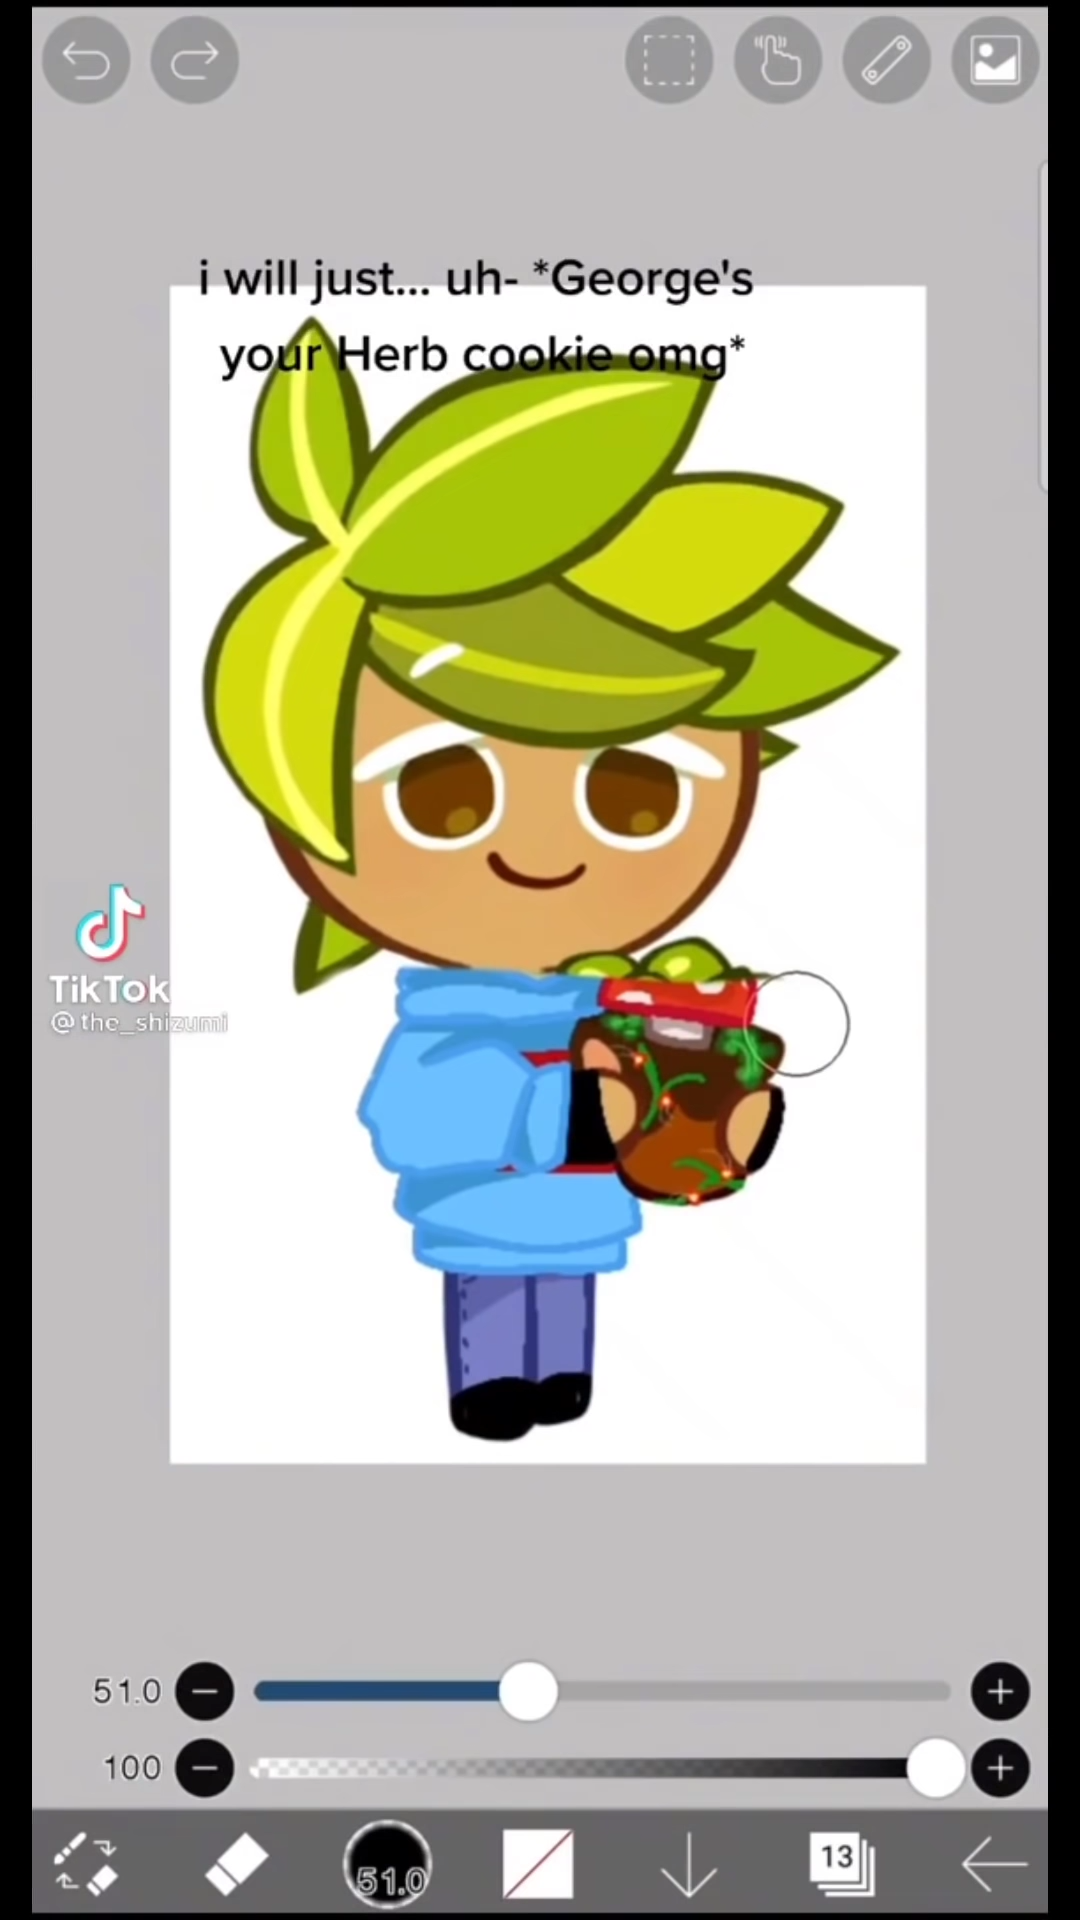 i will just... uh- *George's
your Herb cookie omg*
TikTok
@the_shizumi
51.0
100
51.0
13